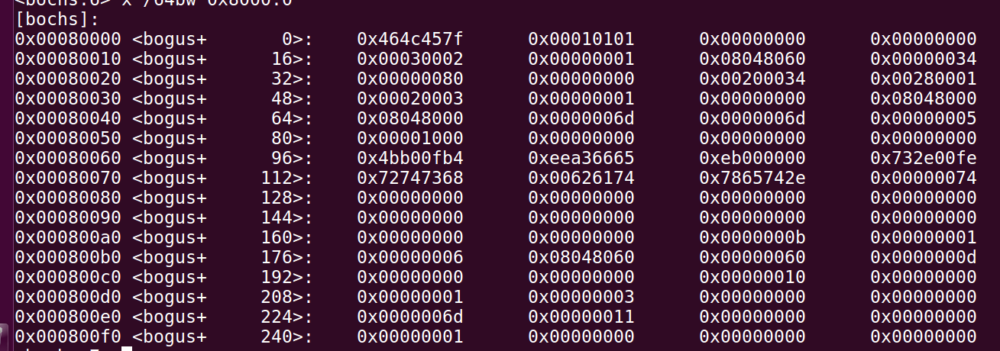 <bochs:6> x /64bw 0x8000:0
[bochs]:
0x00080000 <bogus+       0>:    0x464c457f      0x00010101      0x00000000      0x00000000
0x00080010 <bogus+      16>:    0x00030002      0x00000001      0x08048060      0x00000034
0x00080020 <bogus+      32>:    0x00000080      0x00000000      0x00200034      0x00280001
0x00080030 <bogus+      48>:    0x00020003      0x00000001      0x00000000      0x08048000
0x00080040 <bogus+      64>:    0x08048000      0x0000006d      0x0000006d      0x00000005
0x00080050 <bogus+      80>:    0x00001000      0x00000000      0x00000000      0x00000000
0x00080060 <bogus+      96>:    0x4bb00fb4      0xeea36665      0xeb000000      0x732e00fe
0x00080070 <bogus+     112>:    0x72747368      0x00626174      0x7865742e      0x00000074
0x00080080 <bogus+     128>:    0x00000000      0x00000000      0x00000000      0x00000000
0x00080090 <bogus+     144>:    0x00000000      0x00000000      0x00000000      0x00000000
0x000800a0 <bogus+     160>:    0x00000000      0x00000000      0x0000000b      0x00000001
0x000800b0 <bogus+     176>:    0x00000006      0x08048060      0x00000060      0x0000000d
0x000800c0 <bogus+     192>:    0x00000000      0x00000000      0x00000010      0x00000000
0x000800d0 <bogus+     208>:    0x00000001      0x00000003      0x00000000      0x00000000
0x000800e0 <bogus+     224>:    0x0000006d      0x00000011      0x00000000      0x00000000
0x000800f0 <bogus+     240>:    0x00000001      0x00000000      0x00000000      0x00000000